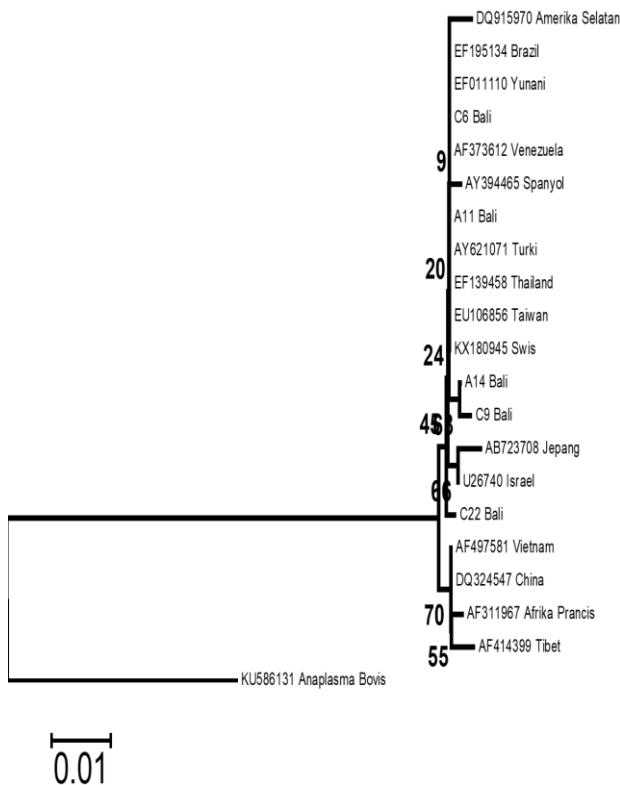 DQ915970 Amerika Selatan
EF195134 Brazil
EF011110 Yunani
C6 Bali
AF373612 Venezuela
9
AY394465 Spanyol
A11 Bali
AY621071 Turki
20
EF139458 Thailand
EU106856 Taiwan
24
KX180945 Swis
A14 Bali
C9 Bali
45
AB723708 Jepang
U26740 Israel
66
C22 Bali
AF497581 Vietnam
DQ324547 China
70
AF311967 Afrika Prancis
AF414399 Tibet
55
KU586131 Anaplasma Bovis
0.01